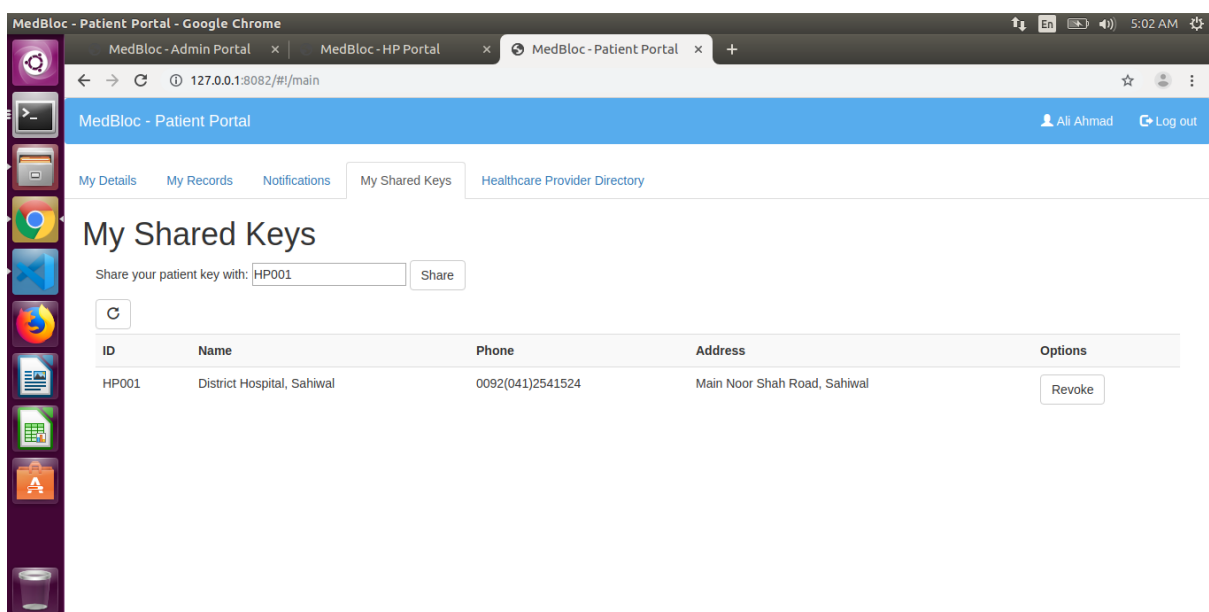 MedBloc - Patient Portal - Google Chrome En 5:02 AM
MedBloc - Admin Portal × MedBloc - HP Portal × MedBloc - Patient Portal × +
127.0.0.1:8082/#!/main
MedBloc - Patient Portal Ali Ahmad Log out
My Details My Records Notifications My Shared Keys Healthcare Provider Directory
My Shared Keys
Share your patient key with: HP001 Share
ID Name Phone Address Options
HP001 District Hospital, Sahiwal 0092(041)2541524 Main Noor Shah Road, Sahiwal Revoke